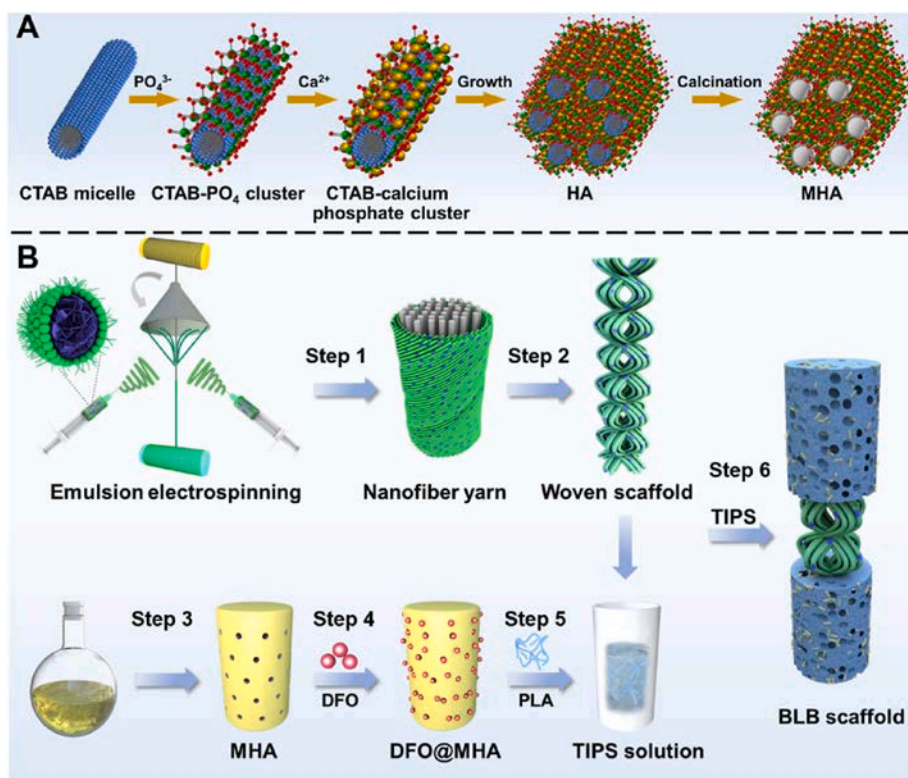 A
PO₄³⁻
Ca²⁺
Growth
Calcination
CTAB micelle
CTAB-PO₄ cluster
CTAB-calcium
phosphate cluster
HA
MHA
B
Step 1
Step 2
Emulsion electrospinning
Nanofiber yarn
Woven scaffold
Step 6
TIPS
Step 3
Step 4
Step 5
DFO
PLA
MHA
DFO@MHA
TIPS solution
BLB scaffold